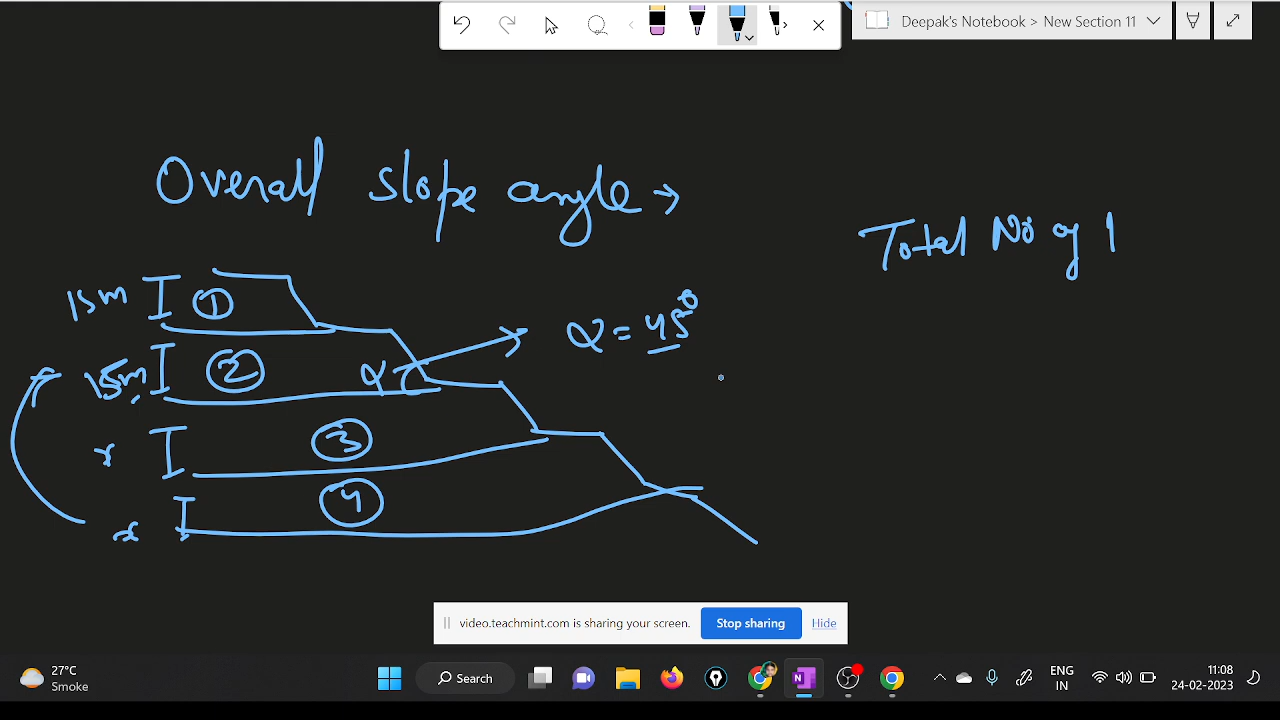 Deepak's Notebook > New Section 11
Overall slope angle →
Total No of 1
15m
1
α = 45°
15m
2
α
x
3
x
4
video.teachmint.com is sharing your screen.
Stop sharing
Hide
27°C
Smoke
Search
ENG
IN
11:08
24-02-2023